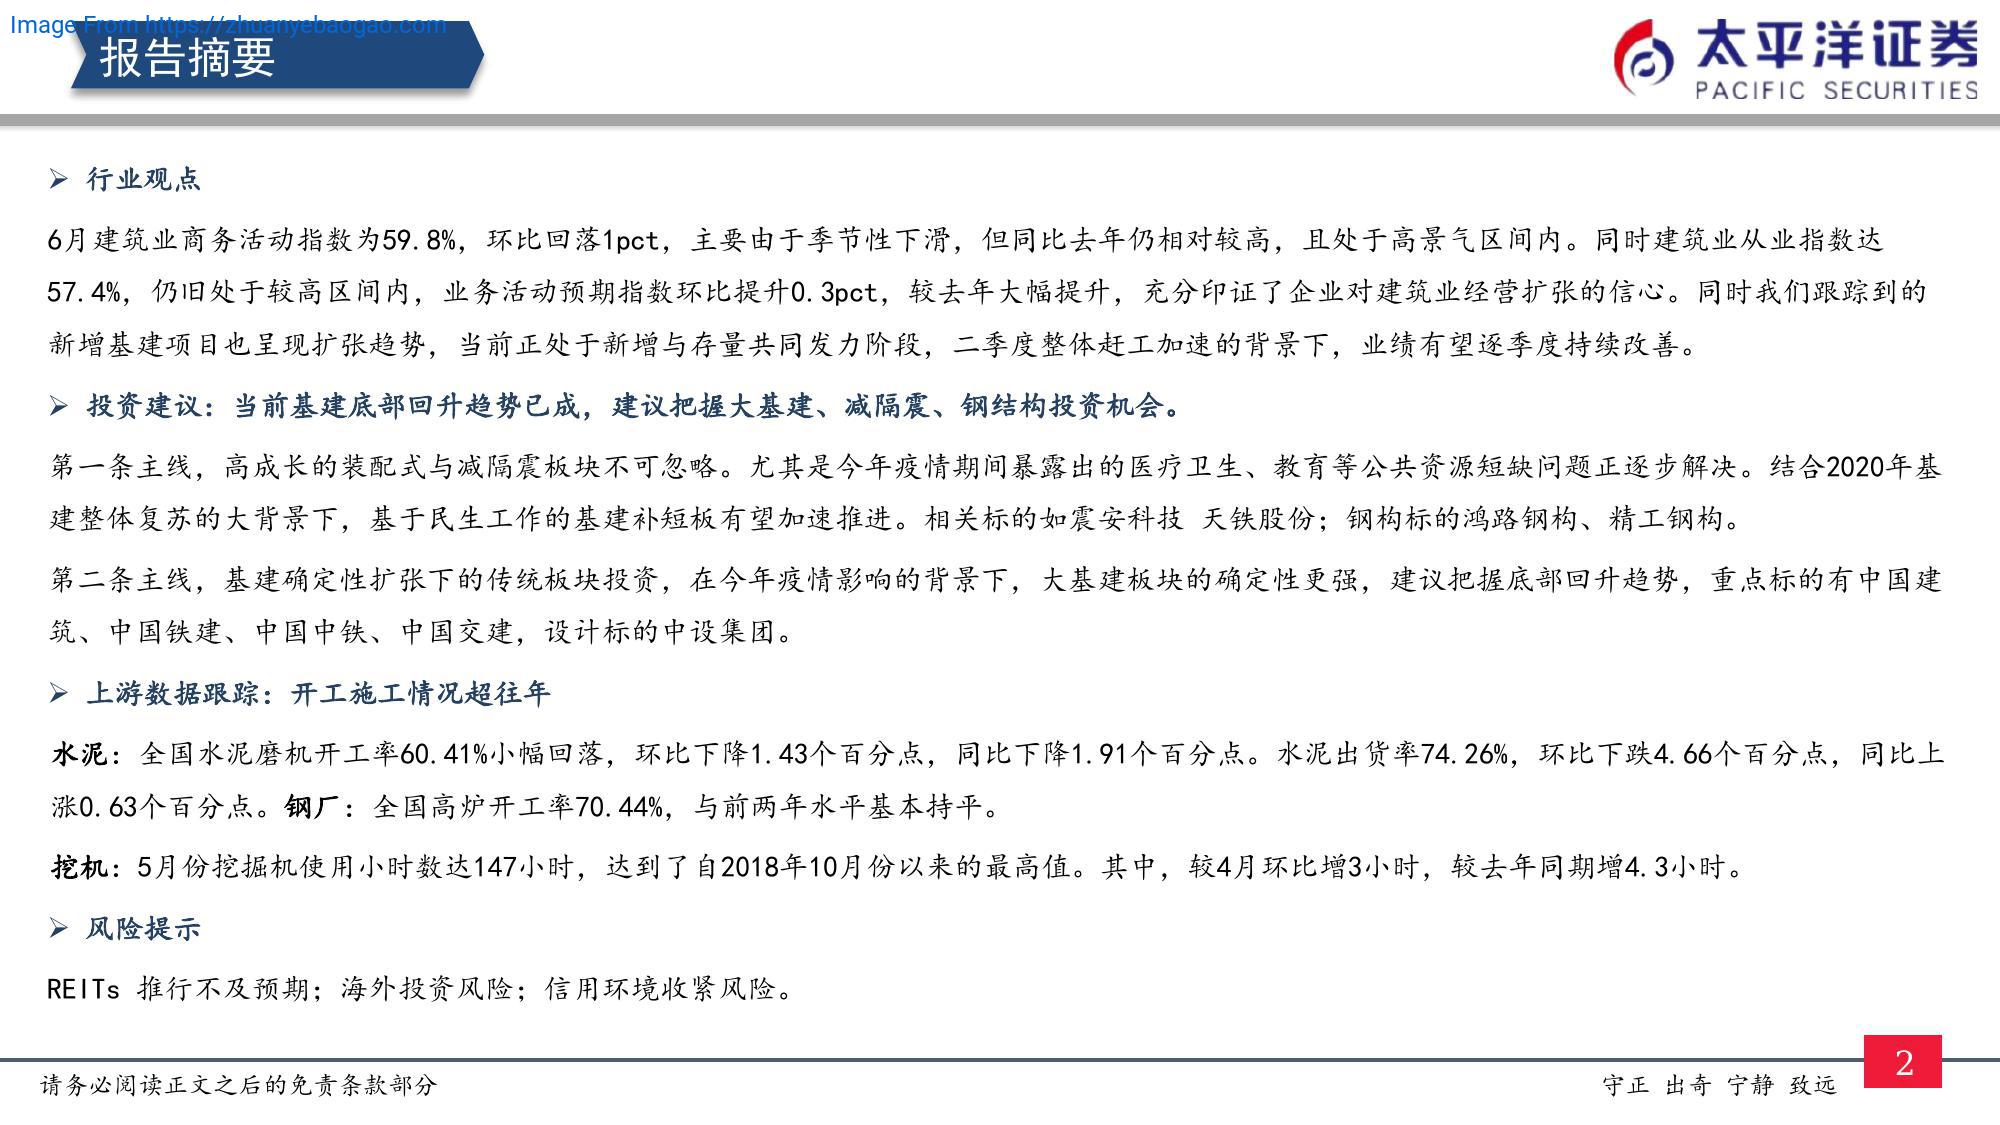 Image From https://zhuanyebaogao.com
报告摘要
太平洋证券
PACIFIC SECURITIES
行业观点
6月建筑业商务活动指数为59.8%，环比回落1pct，主要由于季节性下滑，但同比去年仍相对较高，且处于高景气区间内。同时建筑业从业指数达
57.4%，仍旧处于较高区间内，业务活动预期指数环比提升0.3pct，较去年大幅提升，充分印证了企业对建筑业经营扩张的信心。同时我们跟踪到的
新增基建项目也呈现扩张趋势，当前正处于新增与存量共同发力阶段，二季度整体赶工加速的背景下，业绩有望逐季度持续改善。
投资建议：当前基建底部回升趋势已成，建议把握大基建、减隔震、钢结构投资机会。
第一条主线，高成长的装配式与减隔震板块不可忽略。尤其是今年疫情期间暴露出的医疗卫生、教育等公共资源短缺问题正逐步解决。结合2020年基
建整体复苏的大背景下，基于民生工作的基建补短板有望加速推进。相关标的如震安科技 天铁股份；钢构标的鸿路钢构、精工钢构。
第二条主线，基建确定性扩张下的传统板块投资，在今年疫情影响的背景下，大基建板块的确定性更强，建议把握底部回升趋势，重点标的有中国建
筑、中国铁建、中国中铁、中国交建，设计标的中设集团。
上游数据跟踪：开工施工情况超往年
水泥：全国水泥磨机开工率60.41%小幅回落，环比下降1.43个百分点，同比下降1.91个百分点。水泥出货率74.26%，环比下跌4.66个百分点，同比上
涨0.63个百分点。钢厂：全国高炉开工率70.44%，与前两年水平基本持平。
挖机：5月份挖掘机使用小时数达147小时，达到了自2018年10月份以来的最高值。其中，较4月环比增3小时，较去年同期增4.3小时。
风险提示
REITs 推行不及预期；海外投资风险；信用环境收紧风险。
请务必阅读正文之后的免责条款部分
守正 出奇 宁静 致远
2